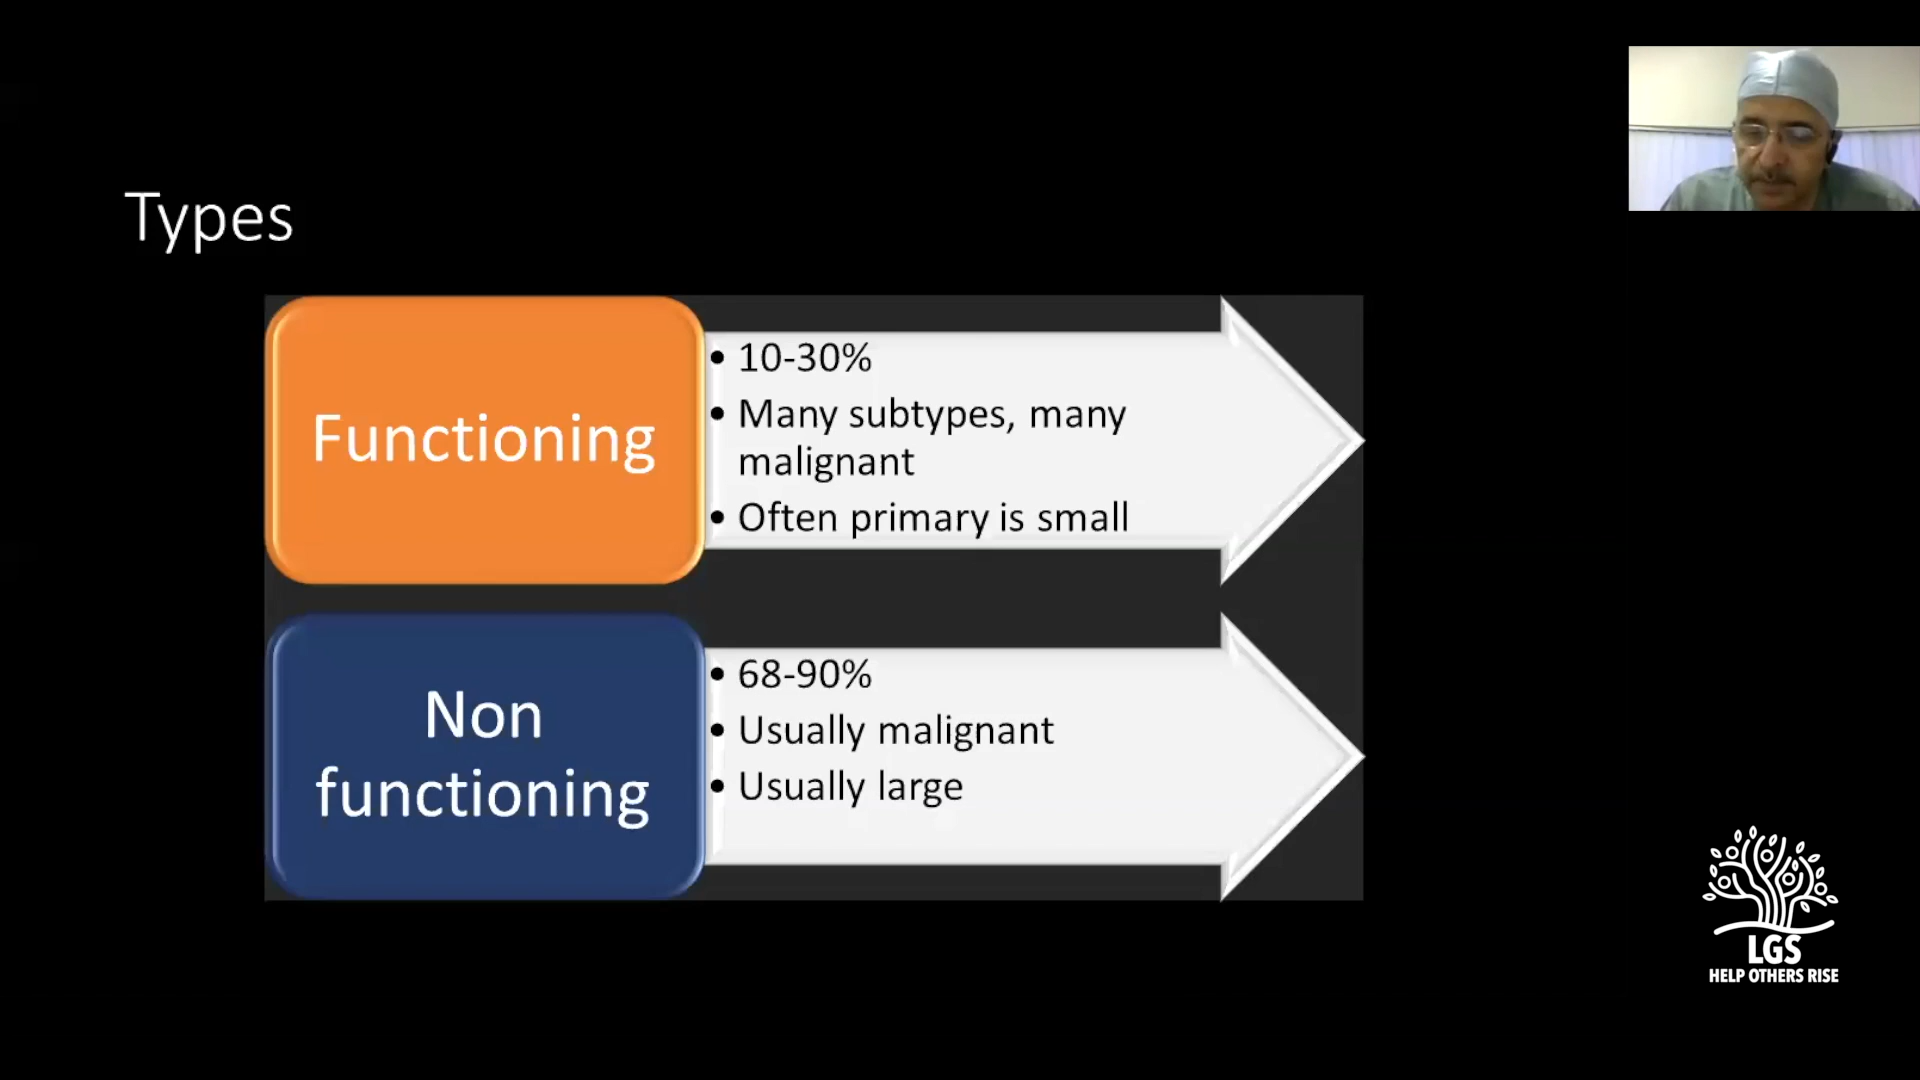 Types
Functioning
• 10-30%
• Many subtypes, many
malignant
• Often primary is small
Non
functioning
• 68-90%
• Usually malignant
• Usually large
LGS
HELP OTHERS RISE